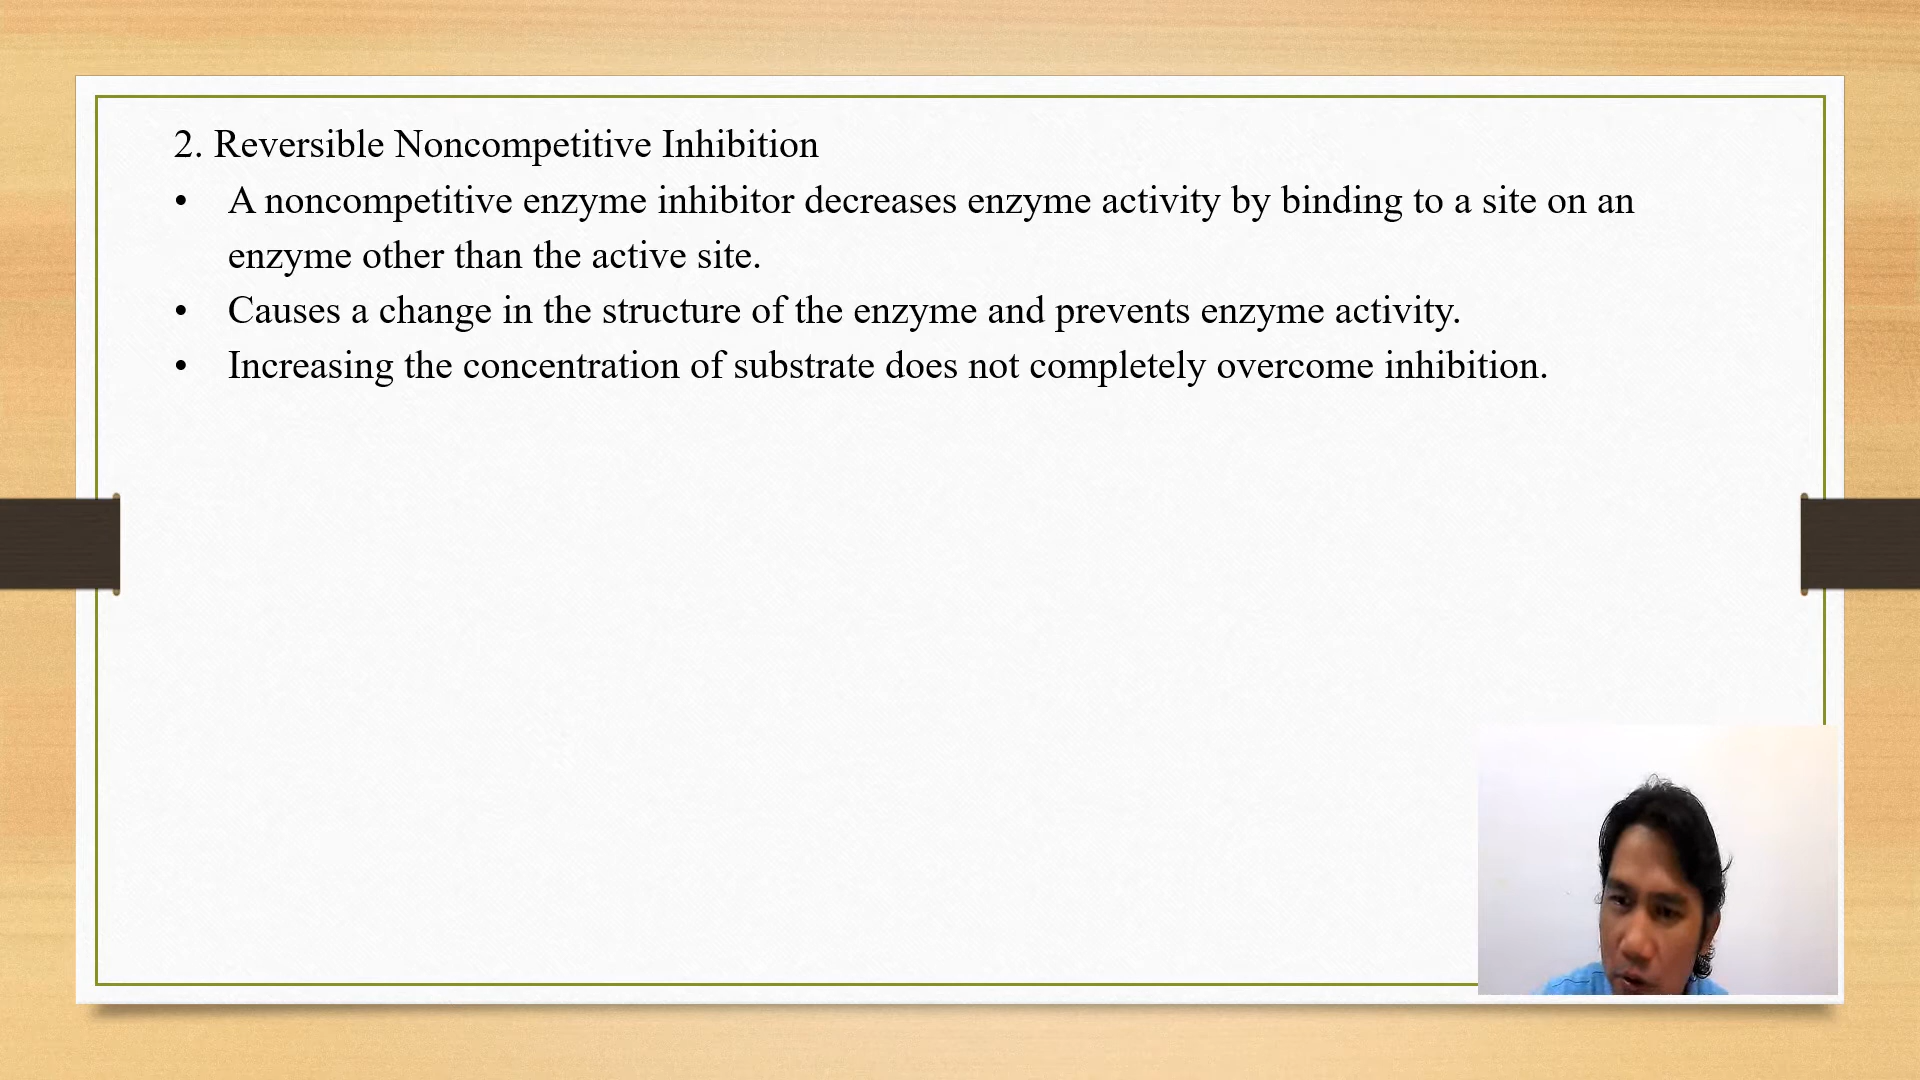 2. Reversible Noncompetitive Inhibition
• A noncompetitive enzyme inhibitor decreases enzyme activity by binding to a site on an
enzyme other than the active site.
• Causes a change in the structure of the enzyme and prevents enzyme activity.
• Increasing the concentration of substrate does not completely overcome inhibition.